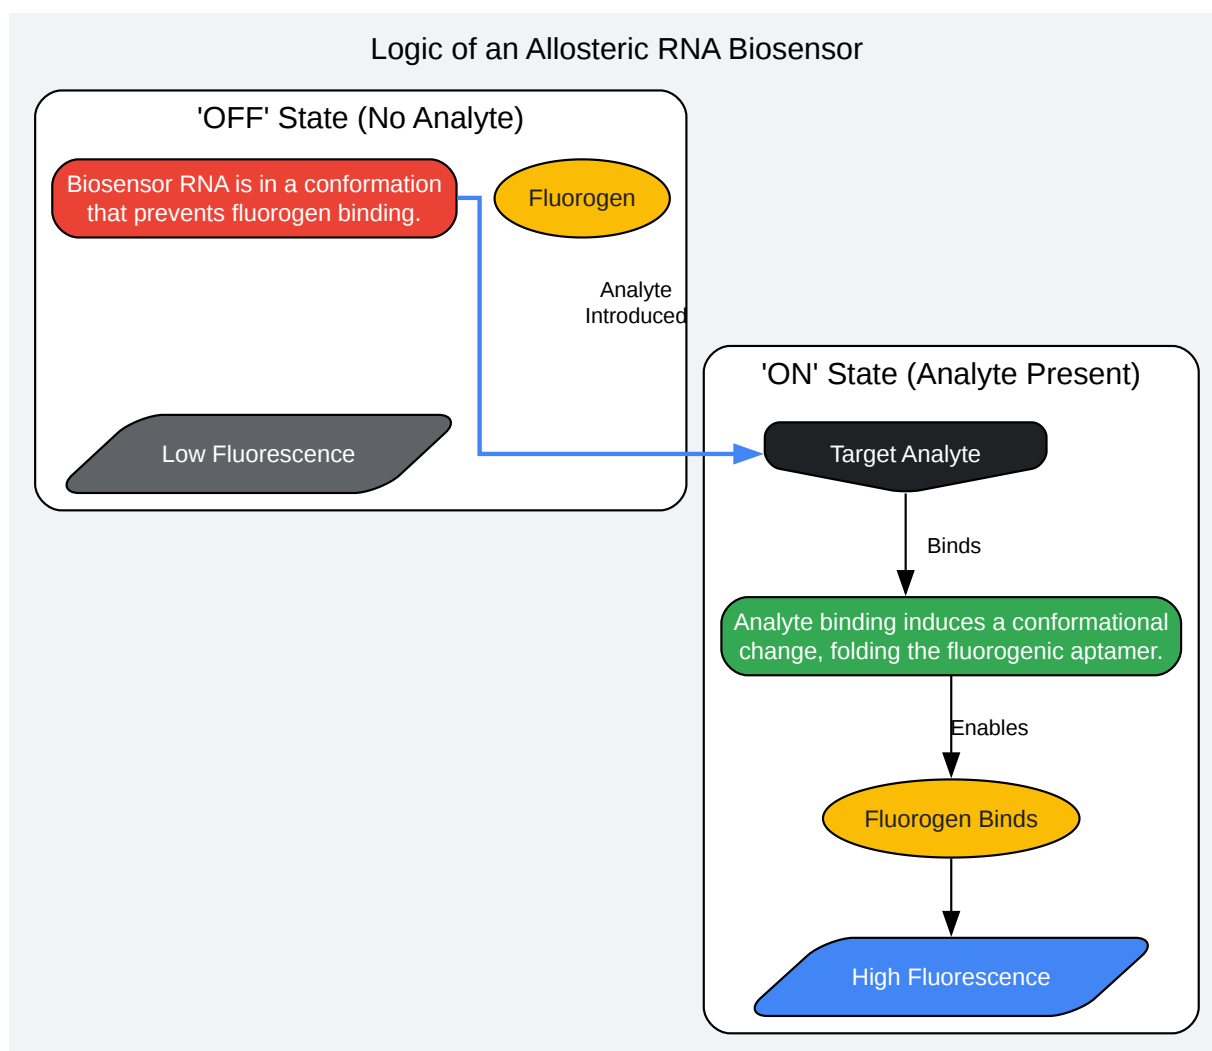 Logic of an Allosteric RNA Biosensor
'OFF' State (No Analyte)
Biosensor RNA is in a conformation
that prevents fluorogen binding.
Fluorogen
Analyte
Introduced
Low Fluorescence
'ON' State (Analyte Present)
Target Analyte
Binds
Analyte binding induces a conformational
change, folding the fluorogenic aptamer.
Enables
Fluorogen Binds
High Fluorescence